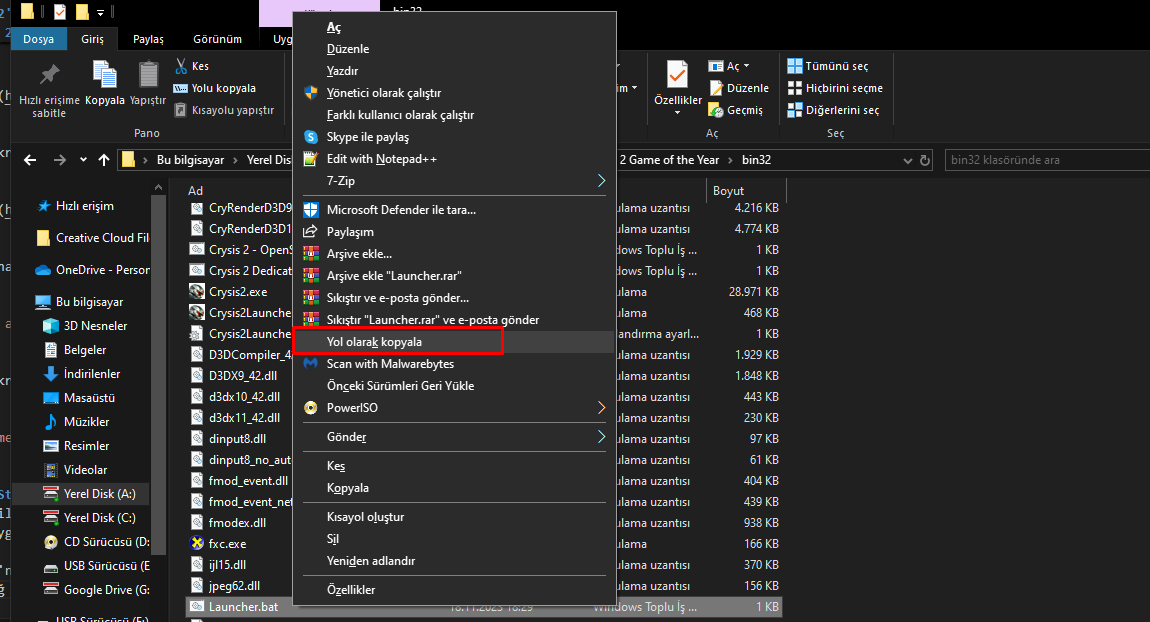 bin32
Dosya
Giriş
Paylaş
Görünüm
Uyg
Hızlı erişime
sabitle
Kopyala
Yapıştır
Kes
Yolu kopyala
Kısayolu yapıştır
Pano
Özellikler
Aç
Düzenle
Geçmiş
Aç
Tümünü seç
Hiçbirini seçme
Diğerlerini seç
Seç
Bu bilgisayar
Yerel Dis
2 Game of the Year
bin32
bin32 klasöründe ara
Hızlı erişim
Creative Cloud Fil
OneDrive - Person
Bu bilgisayar
3D Nesneler
Belgeler
İndirilenler
Masaüstü
Müzikler
Resimler
Videolar
Yerel Disk (A:)
Yerel Disk (C:)
CD Sürücüsü (D:
USB Sürücüsü (E
Google Drive (G:
USB Sürücüsü (E:)
Ad
Boyut
CryRenderD3D9
ulama uzantısı
4.216 KB
CryRenderD3D1
ulama uzantısı
4.774 KB
Crysis 2 - OpenS
dows Toplu İş ...
1 KB
Crysis 2 Dedicat
dows Toplu İş ...
1 KB
Crysis2.exe
ulama
28.971 KB
Crysis2Launche
ulama
468 KB
Crysis2Launche
andırma ayarl...
1 KB
D3DCompiler_4
ulama uzantısı
1.929 KB
D3DX9_42.dll
ulama uzantısı
1.848 KB
d3dx10_42.dll
ulama uzantısı
443 KB
d3dx11_42.dll
ulama uzantısı
230 KB
dinput8.dll
ulama uzantısı
97 KB
dinput8_no_aut
ulama uzantısı
61 KB
fmod_event.dll
ulama uzantısı
404 KB
fmod_event_net
ulama uzantısı
439 KB
fmodex.dll
ulama uzantısı
938 KB
fxc.exe
ulama
166 KB
ijl15.dll
ulama uzantısı
370 KB
jpeg62.dll
ulama uzantısı
156 KB
Launcher.bat
18.11.2023 18:29
Windows Toplu İş ...
1 KB
Aç
Düzenle
Yazdır
Yönetici olarak çalıştır
Farklı kullanıcı olarak çalıştır
Skype ile paylaş
Edit with Notepad++
7-Zip
Microsoft Defender ile tara...
Paylaşım
Arşive ekle...
Arşive ekle "Launcher.rar"
Sıkıştır ve e-posta gönder...
Sıkıştır "Launcher.rar" ve e-posta gönder
Yol olarak kopyala
Scan with Malwarebytes
Önceki Sürümleri Geri Yükle
PowerISO
Gönder
Kes
Kopyala
Kısayol oluştur
Sil
Yeniden adlandır
Özellikler